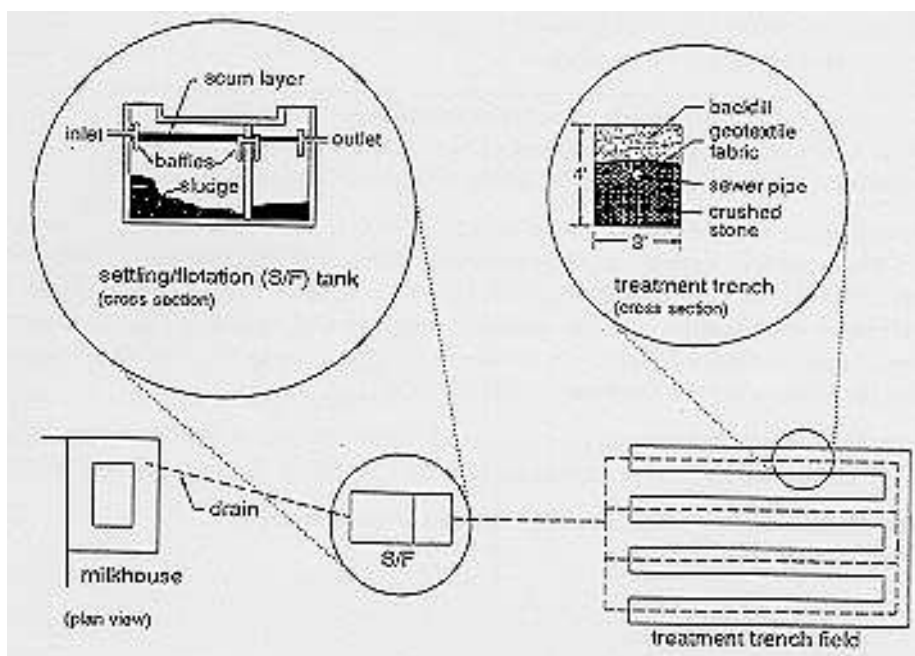 scum layer
inlet
outlet
baffles
sludge
settling/flotation (S/F) tank
(cross section)
backfill
geotextile
fabric
sewer pipe
crushed
stone
4'
3'
treatment trench
(cross section)
drain
S/F
milkhouse
(plan view)
treatment trench field